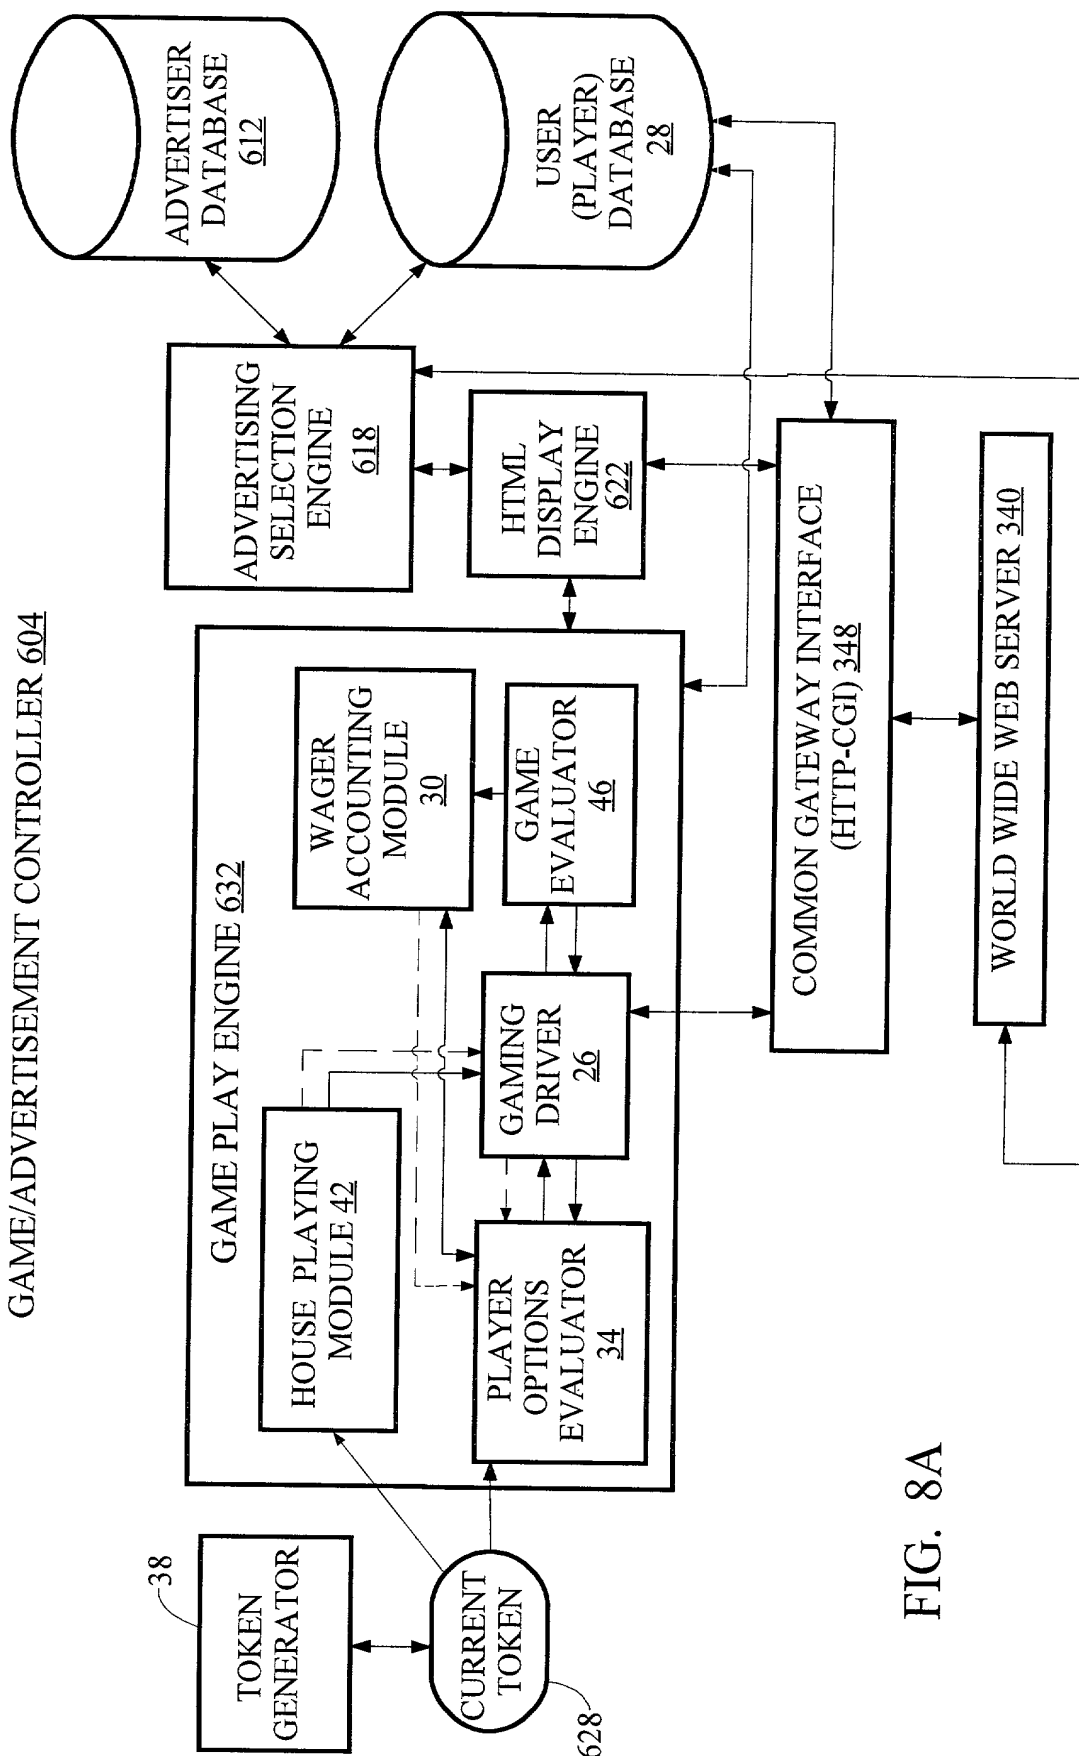 GAME/ADVERTISEMENT CONTROLLER 604
ADVERTISER
DATABASE
612
USER
(PLAYER)
DATABASE
28
ADVERTISING
SELECTION
ENGINE
618
HTML
DISPLAY
ENGINE
622
GAME PLAY ENGINE 632
WAGER
ACCOUNTING
MODULE
30
GAME
EVALUATOR
46
HOUSE PLAYING
MODULE 42
GAMING
DRIVER
26
PLAYER
OPTIONS
EVALUATOR
34
38
TOKEN
GENERATOR
CURRENT
TOKEN
628
COMMON GATEWAY INTERFACE
(HTTP-CGI) 348
WORLD WIDE WEB SERVER 340
FIG. 8A